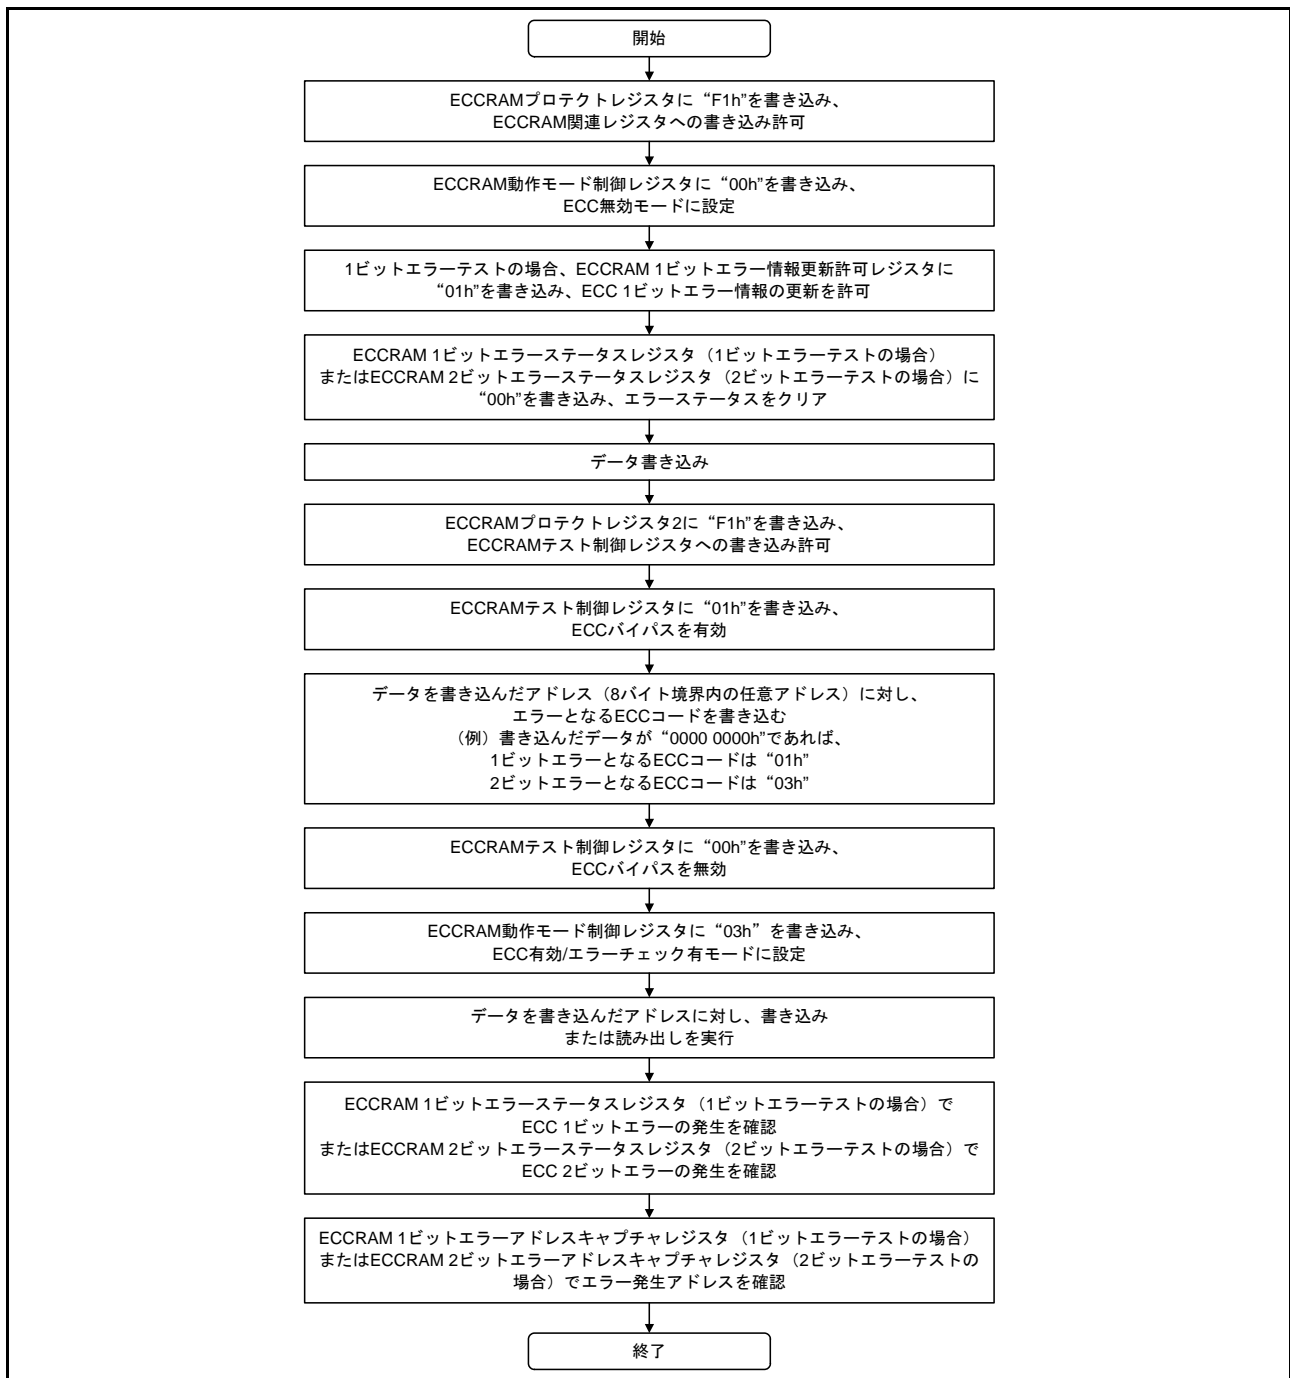 開始
ECCRAMプロテクトレジスタに“F1h”を書き込み、
ECCRAM関連レジスタへの書き込み許可
ECCRAM動作モード制御レジスタに“00h”を書き込み、
ECC無効モードに設定
1ビットエラーテストの場合、ECCRAM 1ビットエラー情報更新許可レジスタに
“01h”を書き込み、ECC 1ビットエラー情報の更新を許可
ECCRAM 1ビットエラーステータスレジスタ（1ビットエラーテストの場合）
またはECCRAM 2ビットエラーステータスレジスタ（2ビットエラーテストの場合）に
“00h”を書き込み、エラーステータスをクリア
データ書き込み
ECCRAMプロテクトレジスタ2に“F1h”を書き込み、
ECCRAMテスト制御レジスタへの書き込み許可
ECCRAMテスト制御レジスタに“01h”を書き込み、
ECCバイパスを有効
データを書き込んだアドレス（8バイト境界内の任意アドレス）に対し、
エラーとなるECCコードを書き込む
（例）書き込んだデータが“0000 0000h”であれば、
1ビットエラーとなるECCコードは“01h”
2ビットエラーとなるECCコードは“03h”
ECCRAMテスト制御レジスタに“00h”を書き込み、
ECCバイパスを無効
ECCRAM動作モード制御レジスタに“03h”を書き込み、
ECC有効/エラーチェック有モードに設定
データを書き込んだアドレスに対し、書き込み
または読み出しを実行
ECCRAM 1ビットエラーステータスレジスタ（1ビットエラーテストの場合）で
ECC 1ビットエラーの発生を確認
またはECCRAM 2ビットエラーステータスレジスタ（2ビットエラーテストの場合）で
ECC 2ビットエラーの発生を確認
ECCRAM 1ビットエラーアドレスキャプチャレジスタ（1ビットエラーテストの場合）
またはECCRAM 2ビットエラーアドレスキャプチャレジスタ（2ビットエラーテストの
場合）でエラー発生アドレスを確認
終了